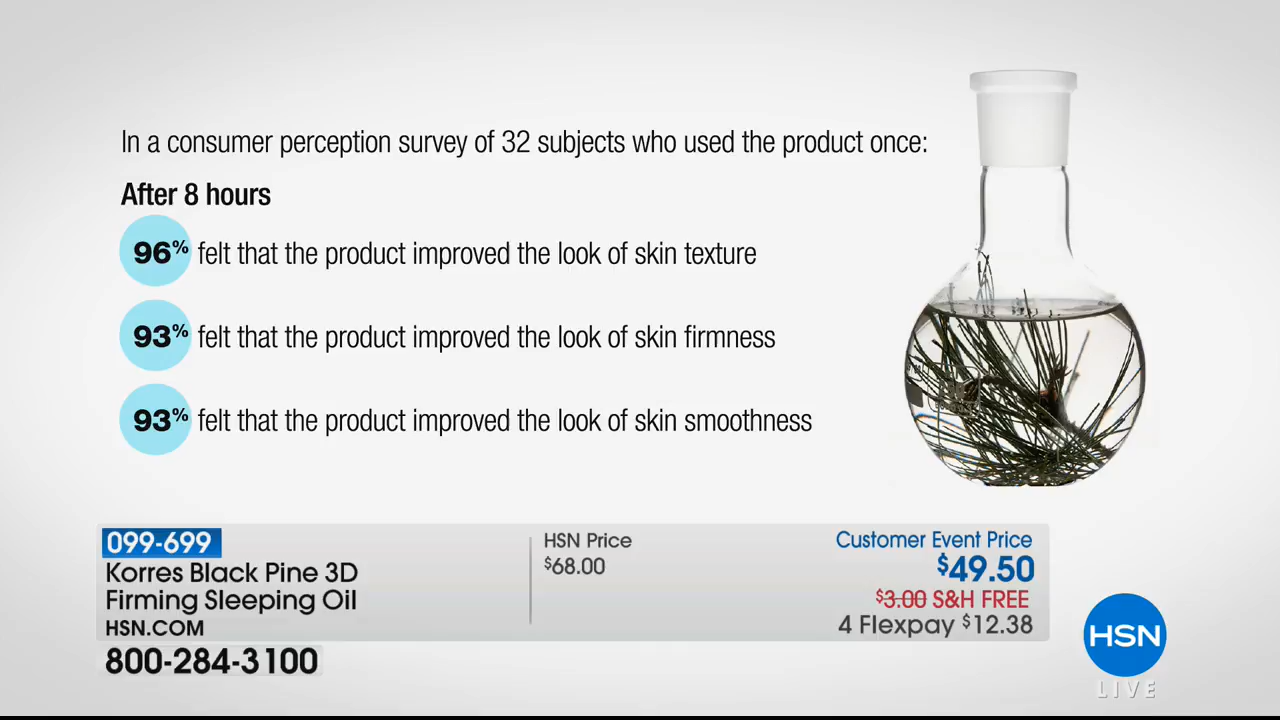 In a consumer perception survey of 32 subjects who used the product once:
After 8 hours
96% felt that the product improved the look of skin texture
93% felt that the product improved the look of skin firmness
93% felt that the product improved the look of skin smoothness
099-699
Korres Black Pine 3D
Firming Sleeping Oil
HSN.COM
800-284-3100
HSN Price
$68.00
Customer Event Price
$49.50
$3.00 S&H FREE
4 Flexpay $12.38
HSN
LIVE